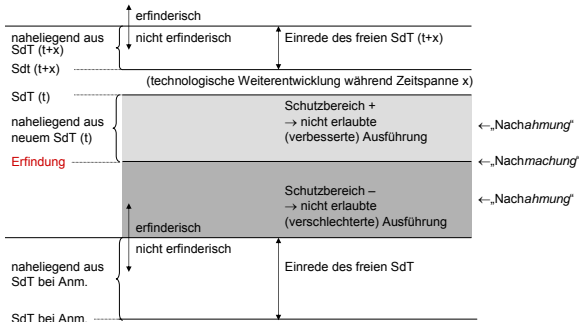 erfinderisch
naheliegend aus
SdT (t+x)
nicht erfinderisch
Einrede des freien SdT (t+x)
Sdt (t+x)
(technologische Weiterentwicklung während Zeitspanne x)
SdT (t)
naheliegend aus
neuem SdT (t)
Schutzbereich +
→ nicht erlaubte
(verbesserte) Ausführung
←„Nachahmung“
Erfindung
←„Nachmachung“
Schutzbereich –
→ nicht erlaubte
(verschlechterte) Ausführung
←„Nachahmung“
erfinderisch
nicht erfinderisch
naheliegend aus
SdT bei Anm.
Einrede des freien SdT
SdT bei Anm.